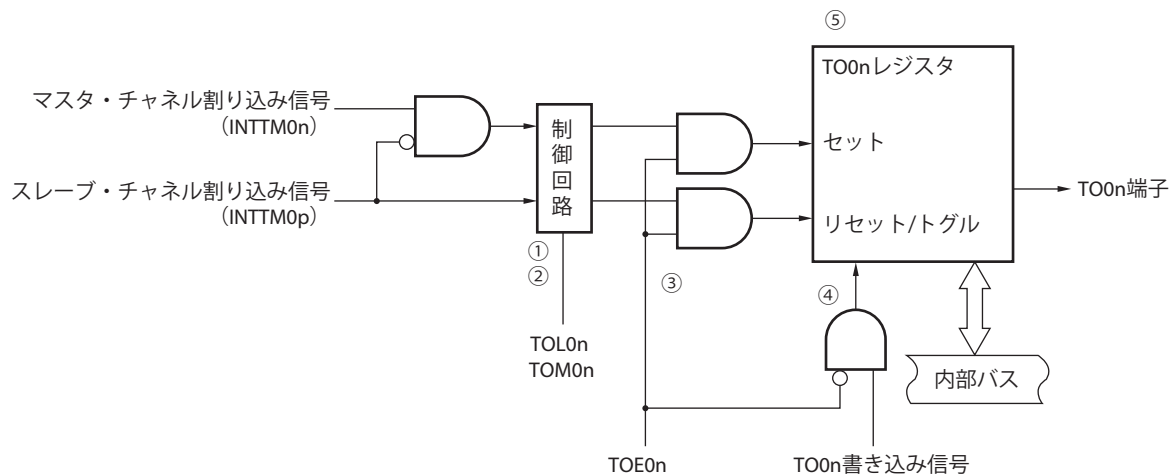 ⑤
TO0nレジスタ
マスタ・チャネル割り込み信号
（INTTM0n）
制御回路
セット
スレーブ・チャネル割り込み信号
（INTTM0p）
TO0n端子
リセット/トグル
①
②
③
④
TOL0n
TOM0n
内部バス
TOE0n
TO0n書き込み信号